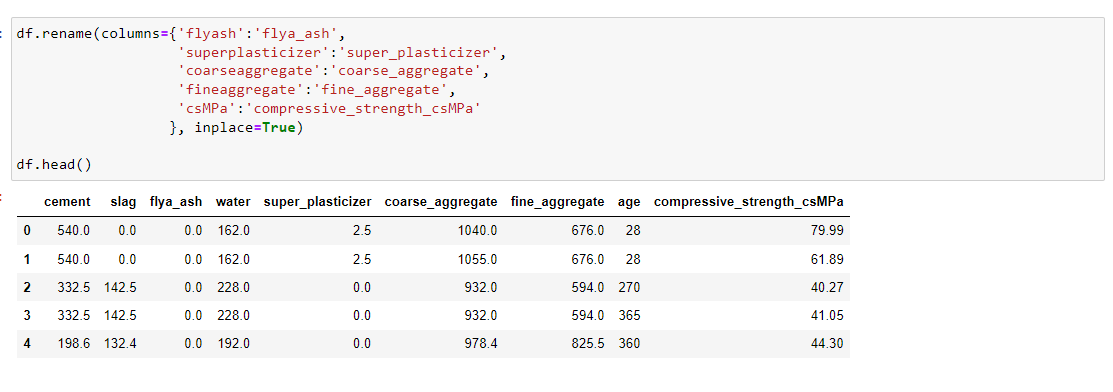 df.rename(columns={'flyash':'flya_ash',
'superplasticizer':'super_plasticizer',
'coarseaggregate':'coarse_aggregate',
'fineaggregate':'fine_aggregate',
'csMPa':'compressive_strength_csMPa'
}, inplace=True)
df.head()
cement slag flya_ash water super_plasticizer coarse_aggregate fine_aggregate age compressive_strength_csMPa
0 540.0 0.0 0.0 162.0 2.5 1040.0 676.0 28 79.99
1 540.0 0.0 0.0 162.0 2.5 1055.0 676.0 28 61.89
2 332.5 142.5 0.0 228.0 0.0 932.0 594.0 270 40.27
3 332.5 142.5 0.0 228.0 0.0 932.0 594.0 365 41.05
4 198.6 132.4 0.0 192.0 0.0 978.4 825.5 360 44.30